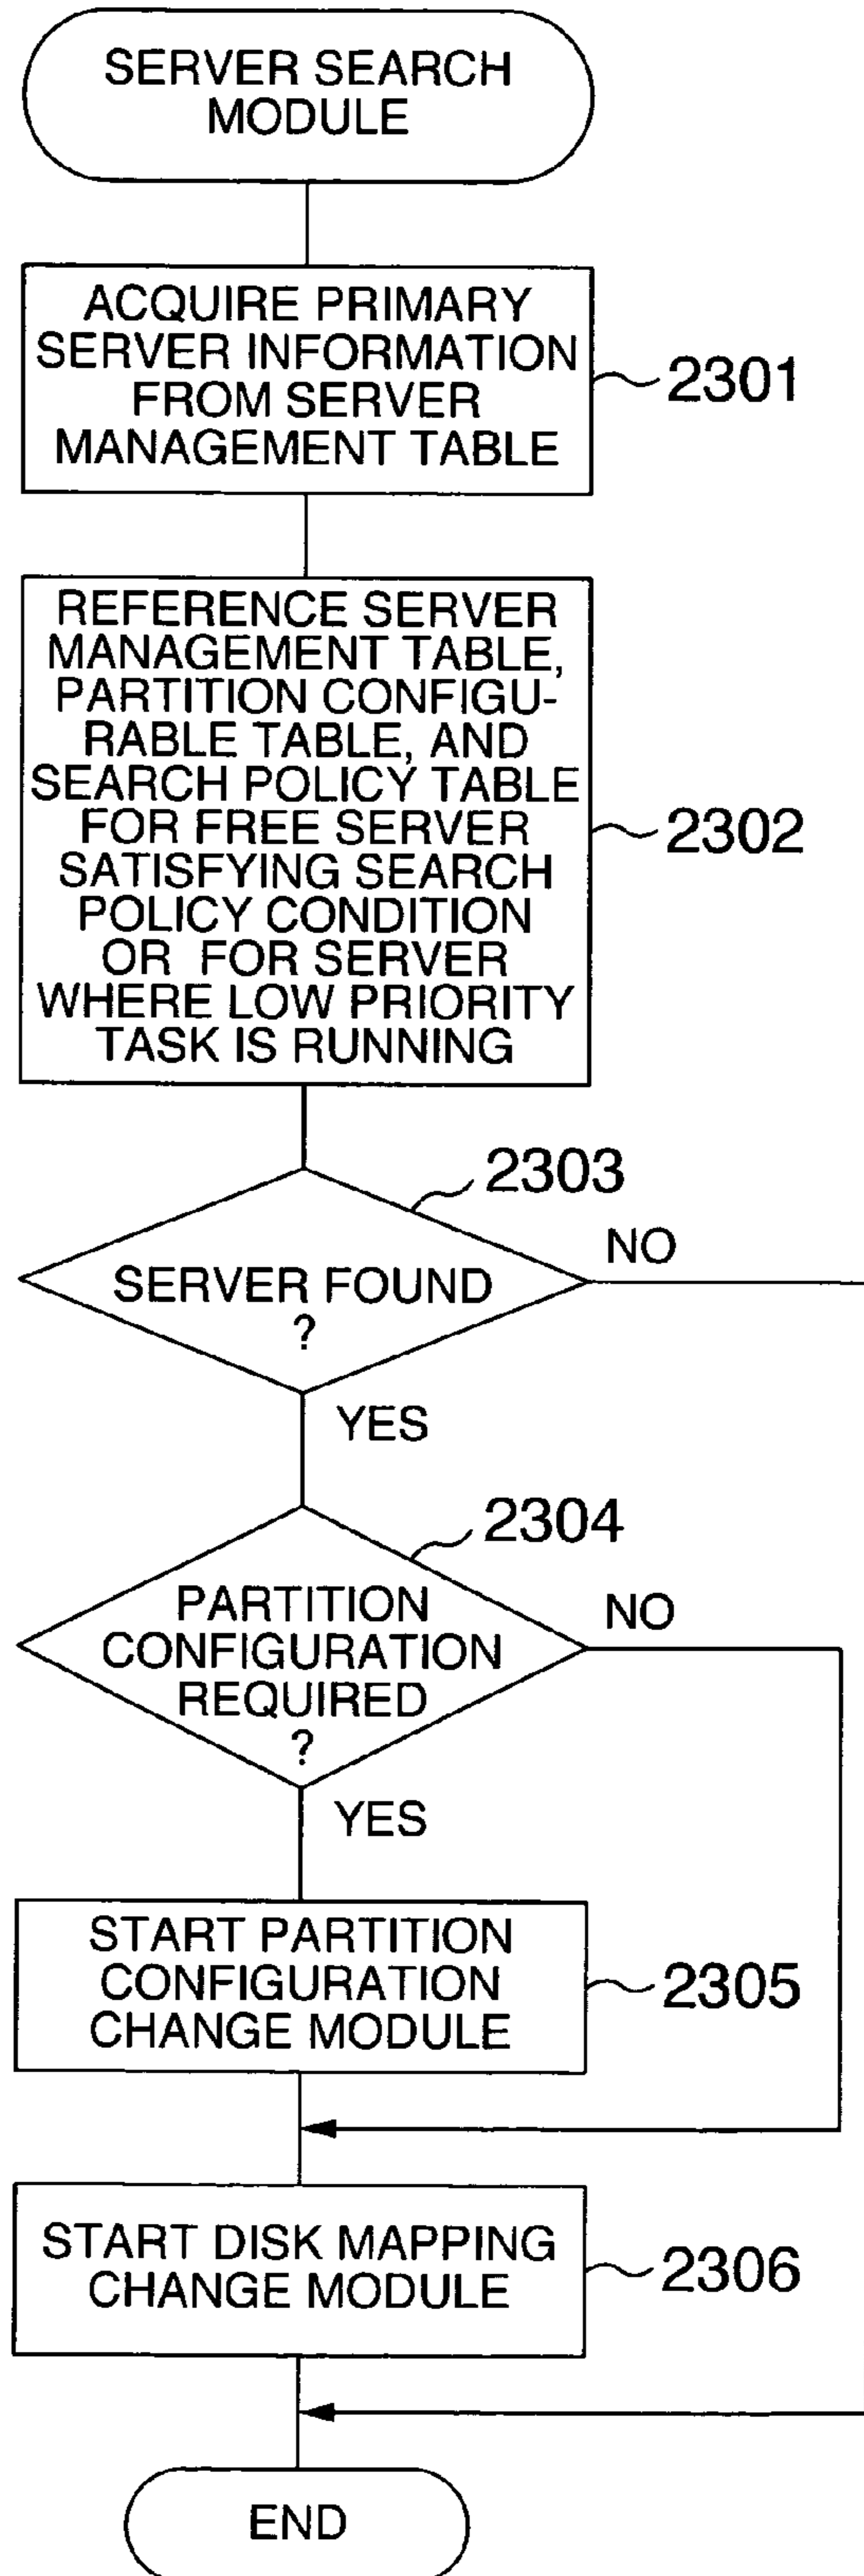 SERVER SEARCH
MODULE
ACQUIRE PRIMARY
SERVER INFORMATION
FROM SERVER
MANAGEMENT TABLE
2301
REFERENCE SERVER
MANAGEMENT TABLE,
PARTITION CONFIGU-
RABLE TABLE, AND
SEARCH POLICY TABLE
FOR FREE SERVER
SATISFYING SEARCH
POLICY CONDITION
OR FOR SERVER
WHERE LOW PRIORITY
TASK IS RUNNING
2302
2303
SERVER FOUND
?
NO
YES
2304
PARTITION
CONFIGURATION
REQUIRED
?
NO
YES
START PARTITION
CONFIGURATION
CHANGE MODULE
2305
START DISK MAPPING
CHANGE MODULE
2306
END